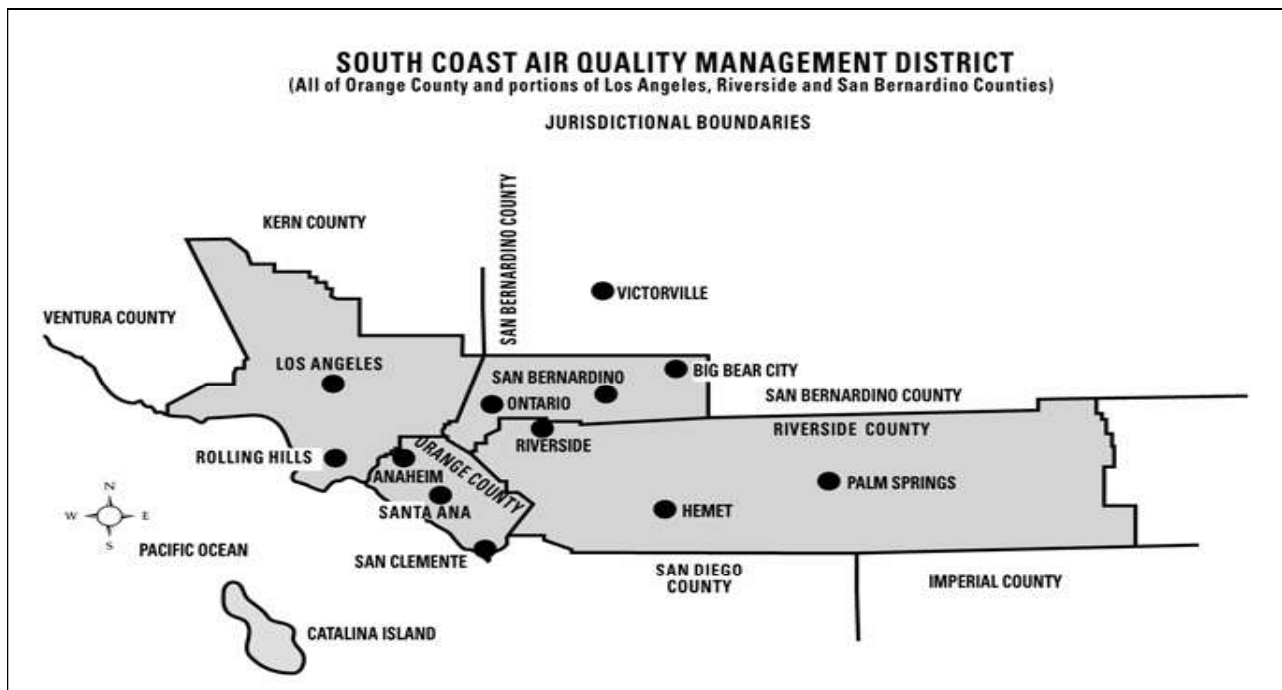 SOUTH COAST AIR QUALITY MANAGEMENT DISTRICT
(All of Orange County and portions of Los Angeles, Riverside and San Bernardino Counties)
JURISDICTIONAL BOUNDARIES
SAN BERNARDINO COUNTY
KERN COUNTY
VICTORVILLE
VENTURA COUNTY
LOS ANGELES
BIG BEAR CITY
SAN BERNARDINO
SAN BERNARDINO COUNTY
ONTARIO
RIVERSIDE COUNTY
RIVERSIDE
ORANGE COUNTY
ROLLING HILLS
ANAHEIM
PALM SPRINGS
HEMET
SANTA ANA
N
W E
S
PACIFIC OCEAN
SAN CLEMENTE
SAN DIEGO
COUNTY
IMPERIAL COUNTY
CATALINA ISLAND